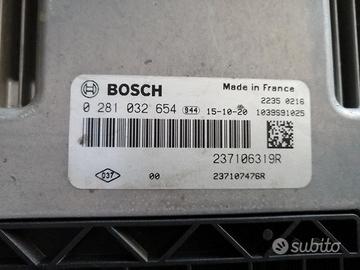 BOSCH
Made in France
0 281 032 654 944 15-10-20
2235 0216
1039S91025
237106319R
D37 00 237107476R
subito